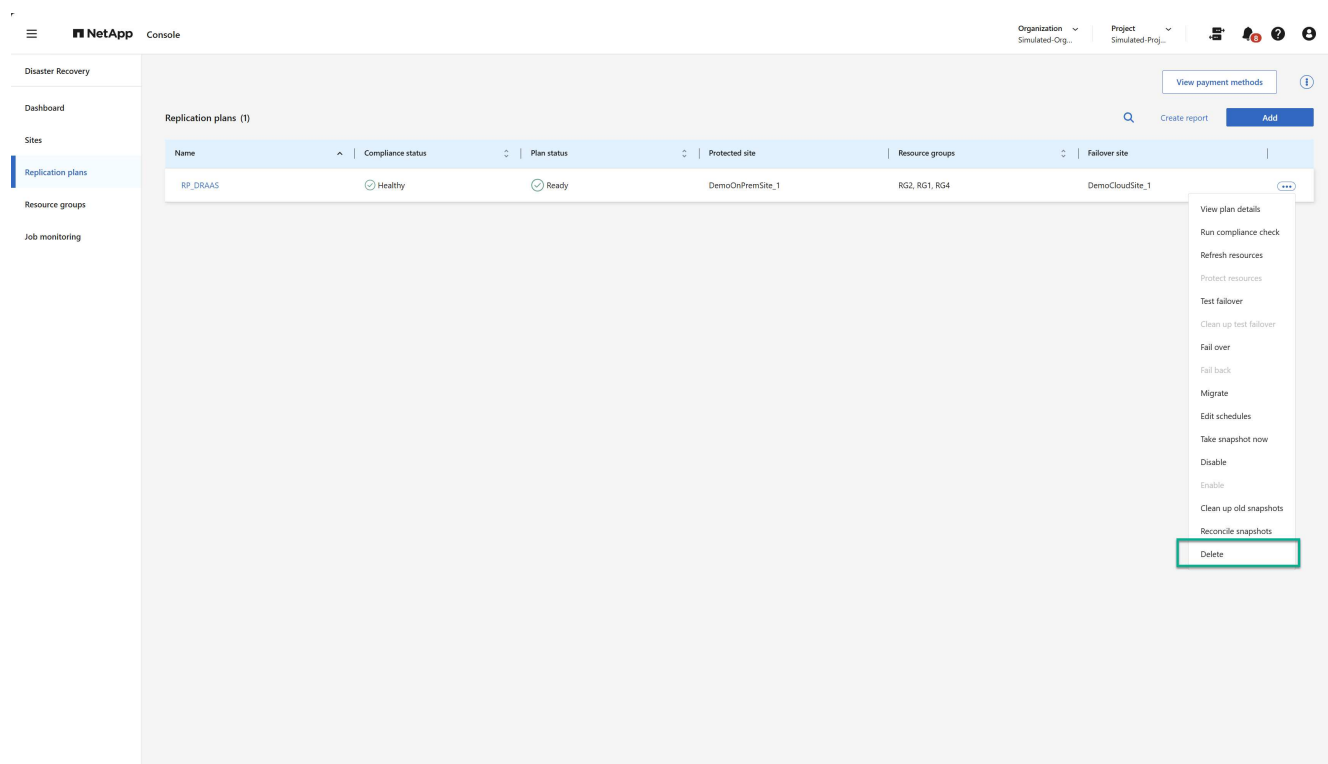 NetApp Console
Organization
Simulated-Org...
Project
Simulated-Proj...
8
Disaster Recovery
Dashboard
Sites
Replication plans
Resource groups
Job monitoring
View payment methods
Replication plans (1)
Create report
Add
Name Compliance status Plan status Protected site Resource groups Failover site
RP_DRAAS Healthy Ready DemoOnPremSite_1 RG2, RG1, RG4 DemoCloudSite_1
View plan details
Run compliance check
Refresh resources
Protect resources
Test failover
Clean up test failover
Fail over
Fail back
Migrate
Edit schedules
Take snapshot now
Disable
Enable
Clean up old snapshots
Reconcile snapshots
Delete